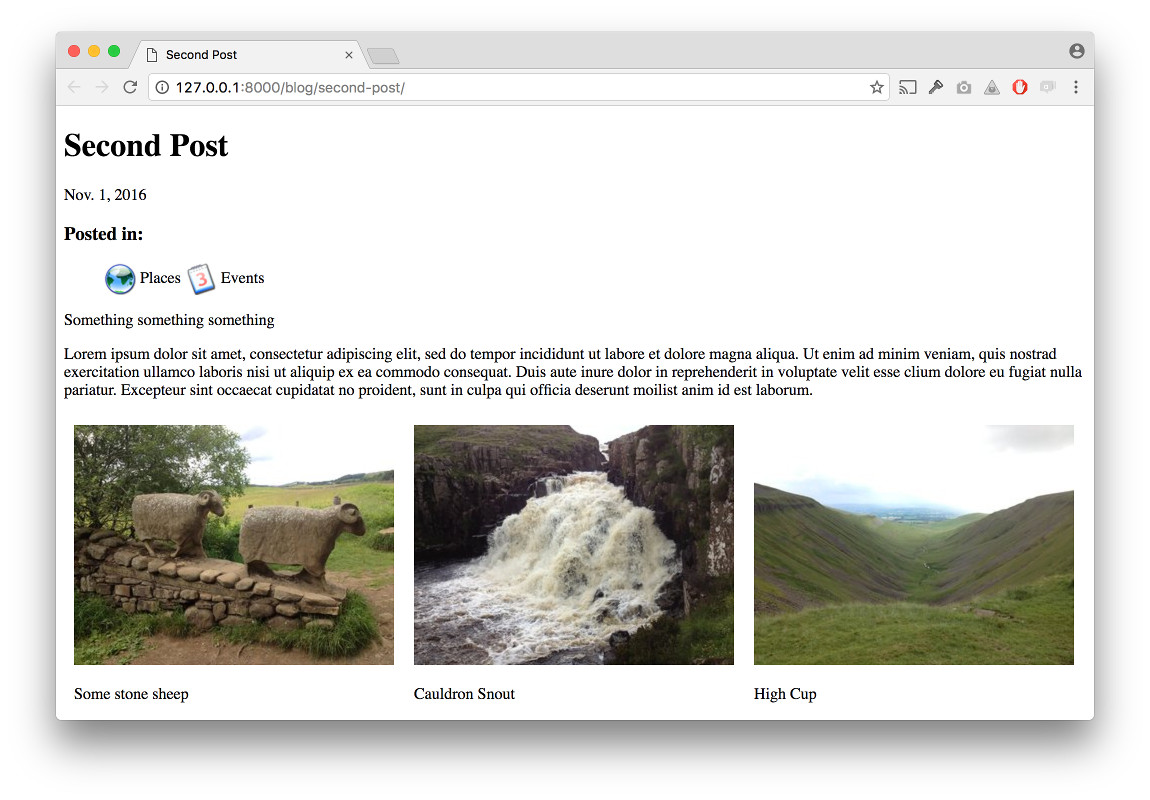 Second Post
127.0.0.1:8000/blog/second-post/
Second Post
Nov. 1, 2016
Posted in:
Places 3 Events
Something something something
Lorem ipsum dolor sit amet, consectetur adipiscing elit, sed do tempor incididunt ut labore et dolore magna aliqua. Ut enim ad minim veniam, quis nostrad
exercitation ullamco laboris nisi ut aliquip ex ea commodo consequat. Duis aute inure dolor in reprehenderit in voluptate velit esse clium dolore eu fugiat nulla
pariatur. Excepteur sint occaecat cupidatat no proident, sunt in culpa qui officia deserunt moilist anim id est laborum.
Some stone sheep
Cauldron Snout
High Cup